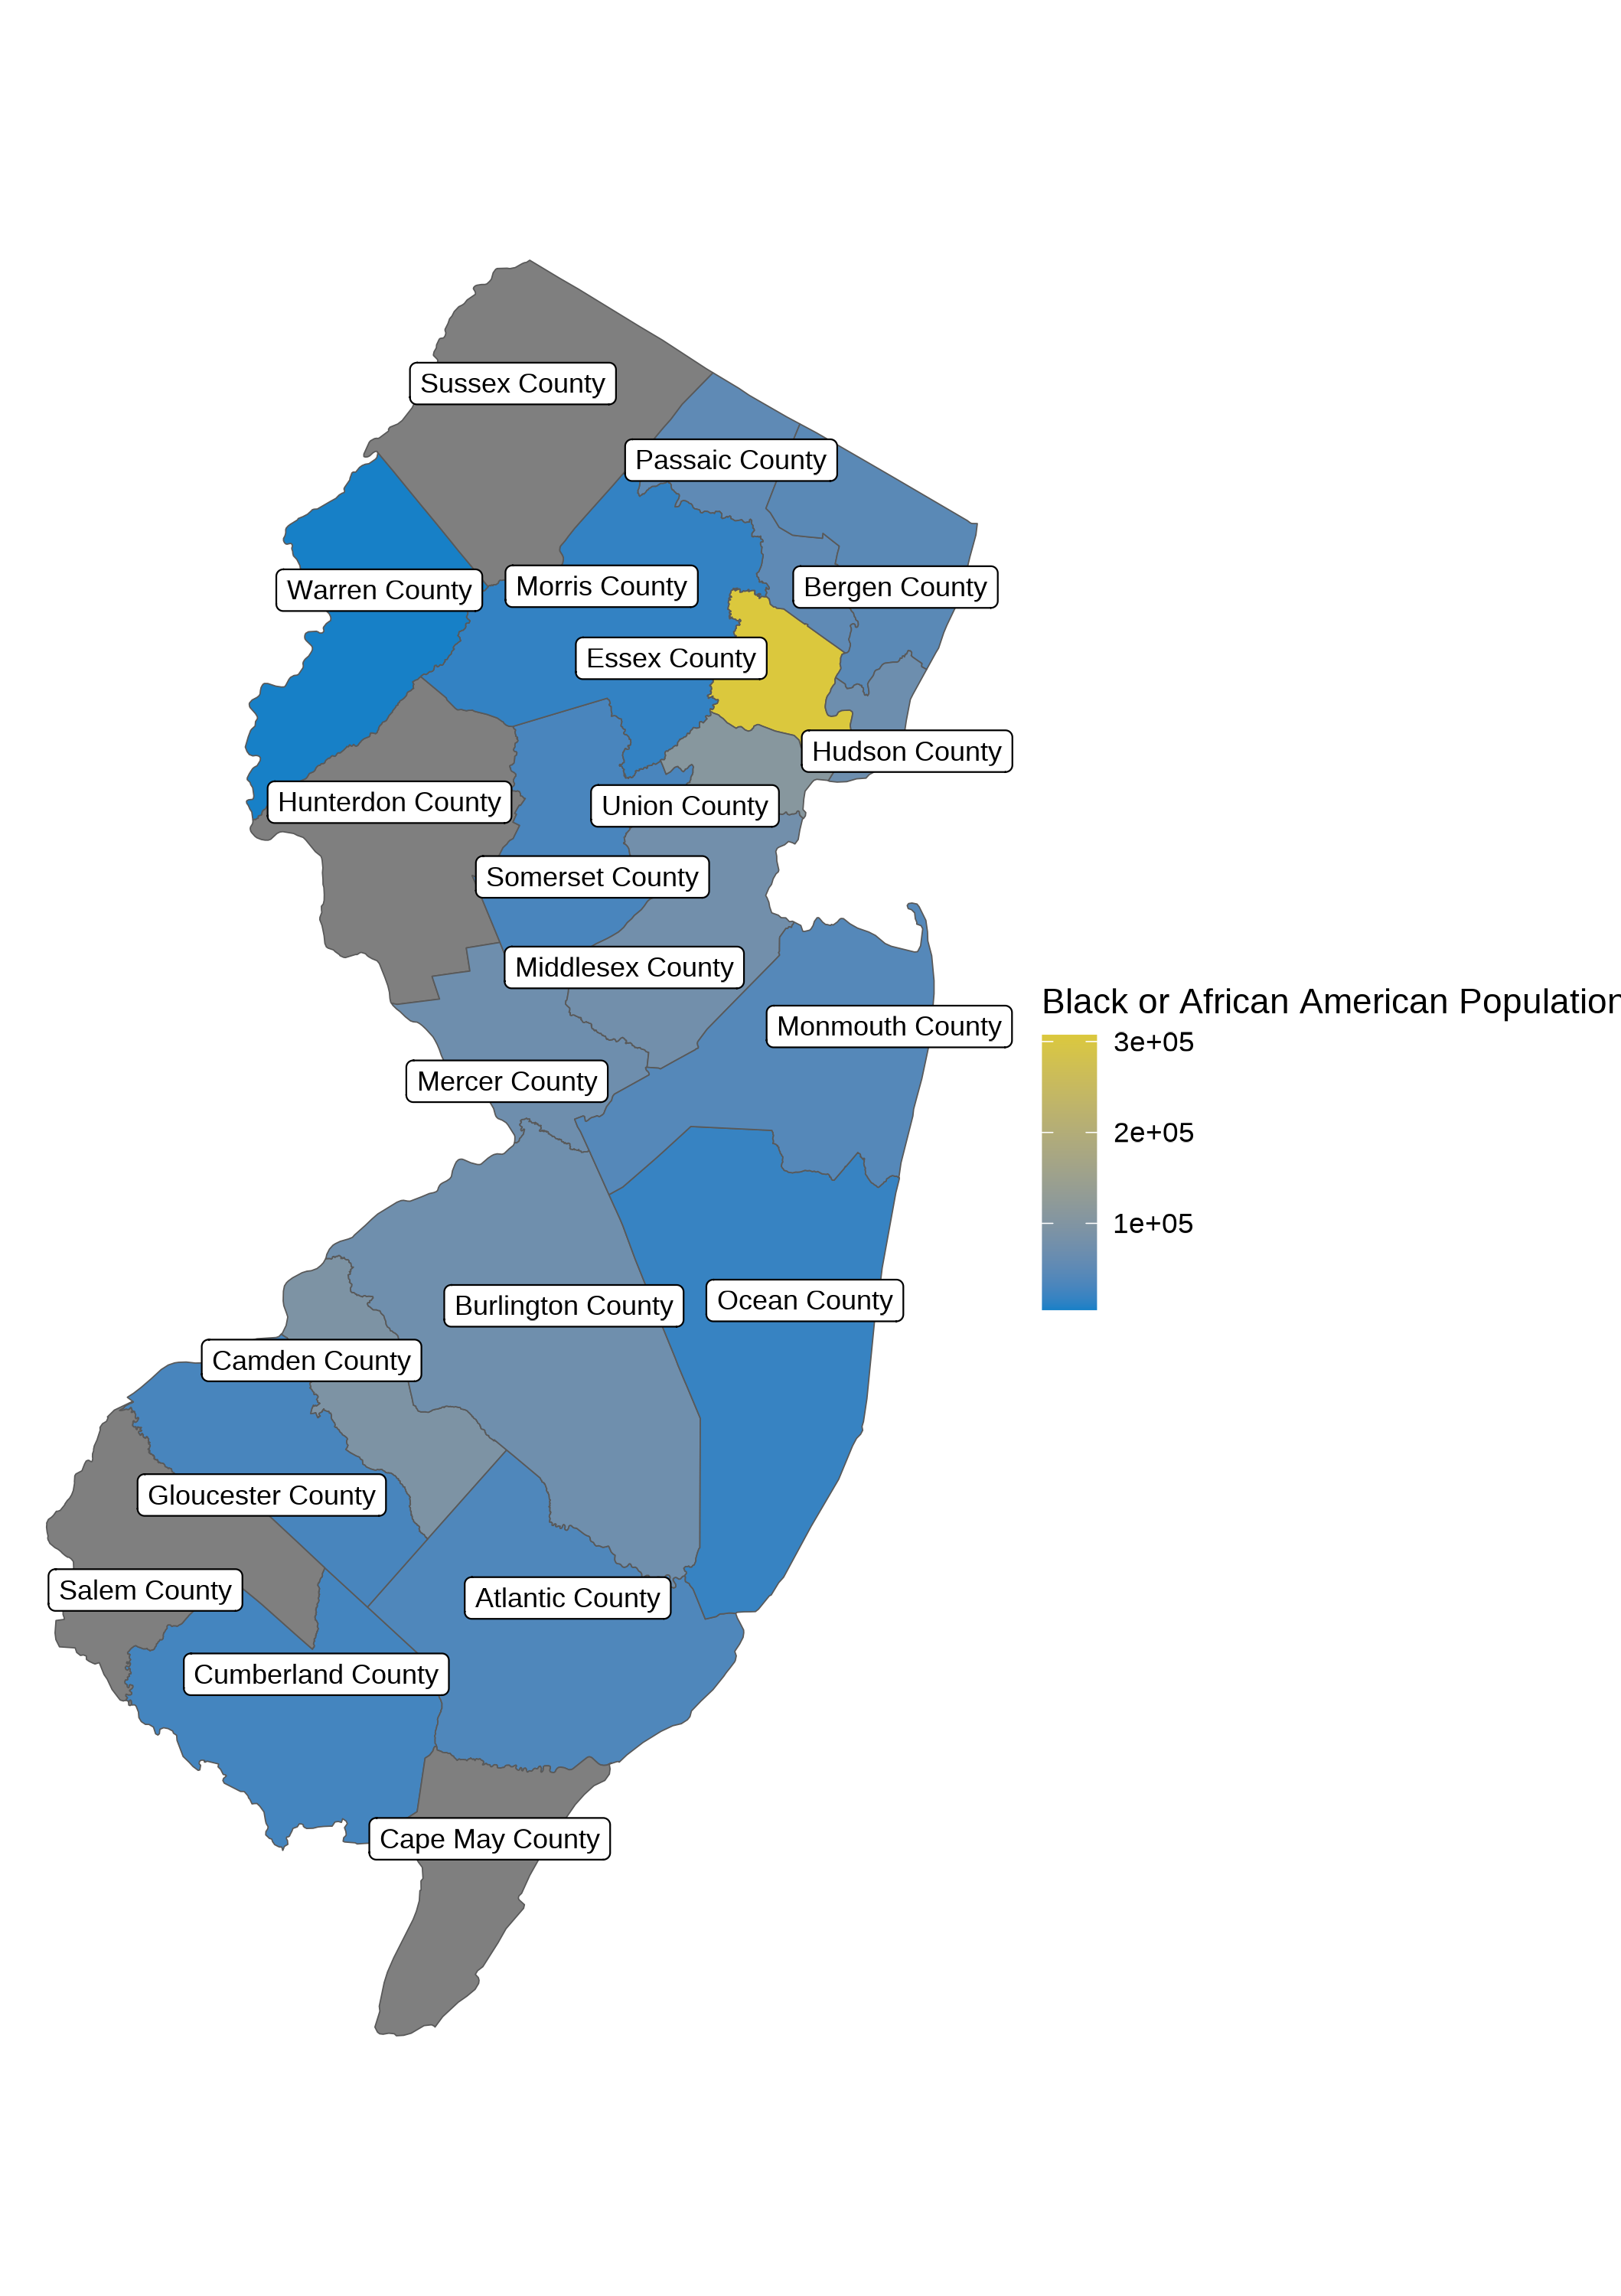 Sussex County
Passaic County
Warren County
Morris County
Bergen County
Essex County
Hudson County
Hunterdon County
Union County
Somerset County
Middlesex County
Monmouth County
Mercer County
Burlington County
Ocean County
Camden County
Gloucester County
Salem County
Atlantic County
Cumberland County
Cape May County
Black or African American Population
3e+05
2e+05
1e+05